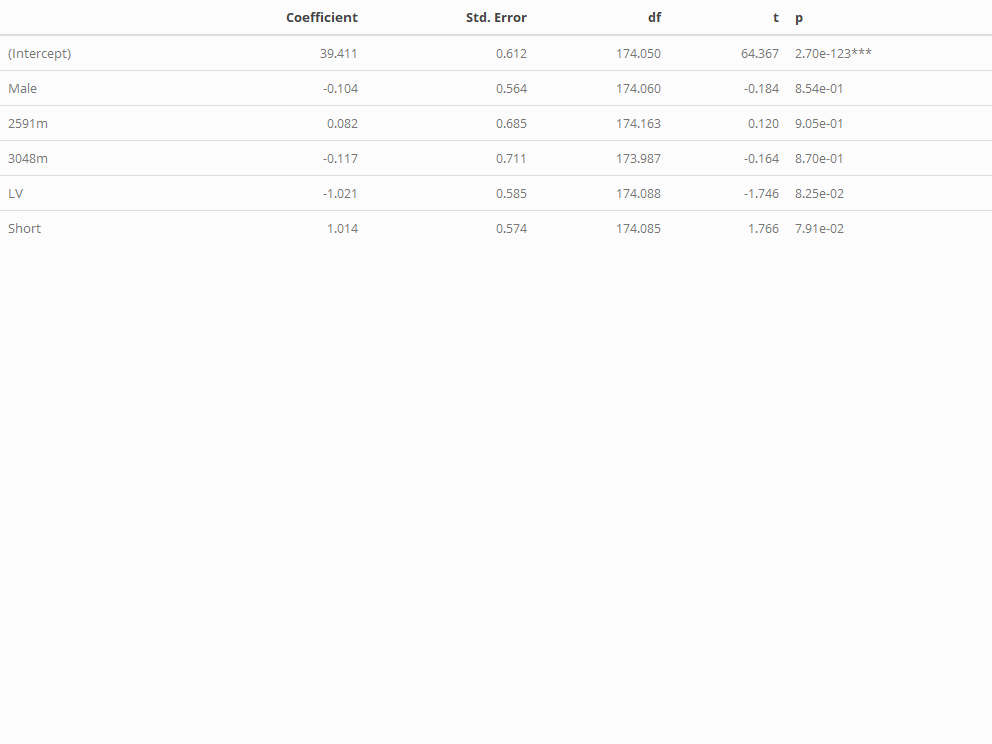 Coefficient Std. Error df t p
(Intercept) 39.411 0.612 174.050 64.367 2.70e-123***
Male -0.104 0.564 174.060 -0.184 8.54e-01
2591m 0.082 0.685 174.163 0.120 9.05e-01
3048m -0.117 0.711 173.987 -0.164 8.70e-01
LV -1.021 0.585 174.088 -1.746 8.25e-02
Short 1.014 0.574 174.085 1.766 7.91e-02